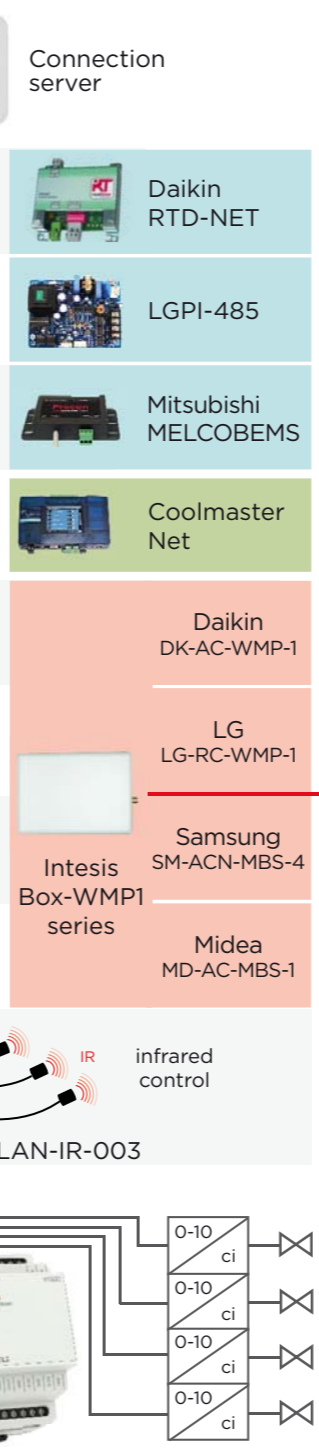 Connection
server
Daikin
RTD-NET
LGPI-485
Mitsubishi
MELCOBEMS
Coolmaster
Net
Daikin
DK-AC-WMP-1
LG
LG-RC-WMP-1
Intesis
Box-WMP1
series
Samsung
SM-ACN-MBS-4
Midea
MD-AC-MBS-1
IR
infrared
control
LAN-IR-003
0-10
ci
0-10
ci
0-10
ci
0-10
ci